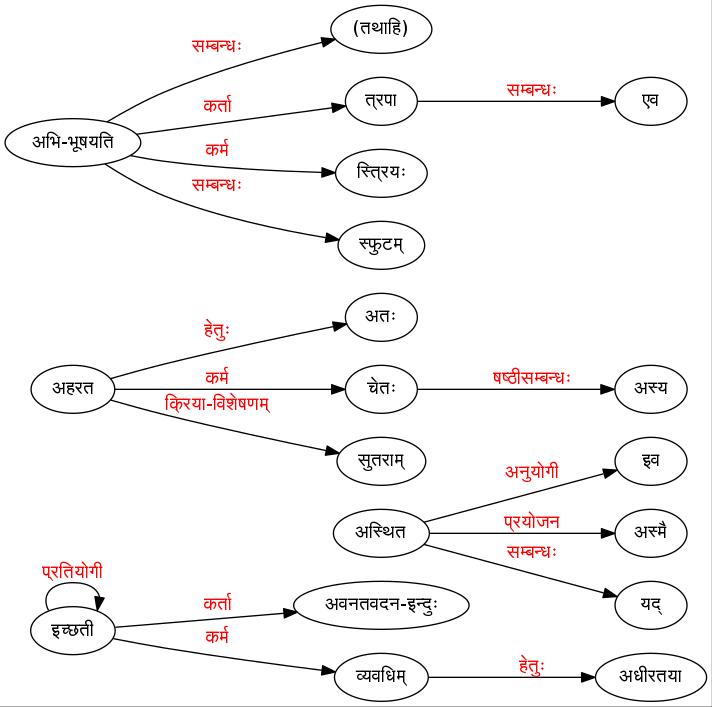 (तथाहि)
सम्बन्धः
कर्ता
त्रपा
सम्बन्धः
एव
अभि-भूषयति
कर्म
स्त्रियः
सम्बन्धः
स्फुटम्
हेतुः
अतः
अहरत
कर्म
चेतः
षष्ठीसम्बन्धः
अस्य
क्रिया-विशेषणम्
सुतराम्
अनुयोगी
इव
अस्थित
प्रयोजन
अस्मै
सम्बन्धः
यद्
प्रतियोगी
इच्छती
कर्ता
अवनतवदन-इन्दुः
कर्म
व्यवधिम्
हेतुः
अधीरतया